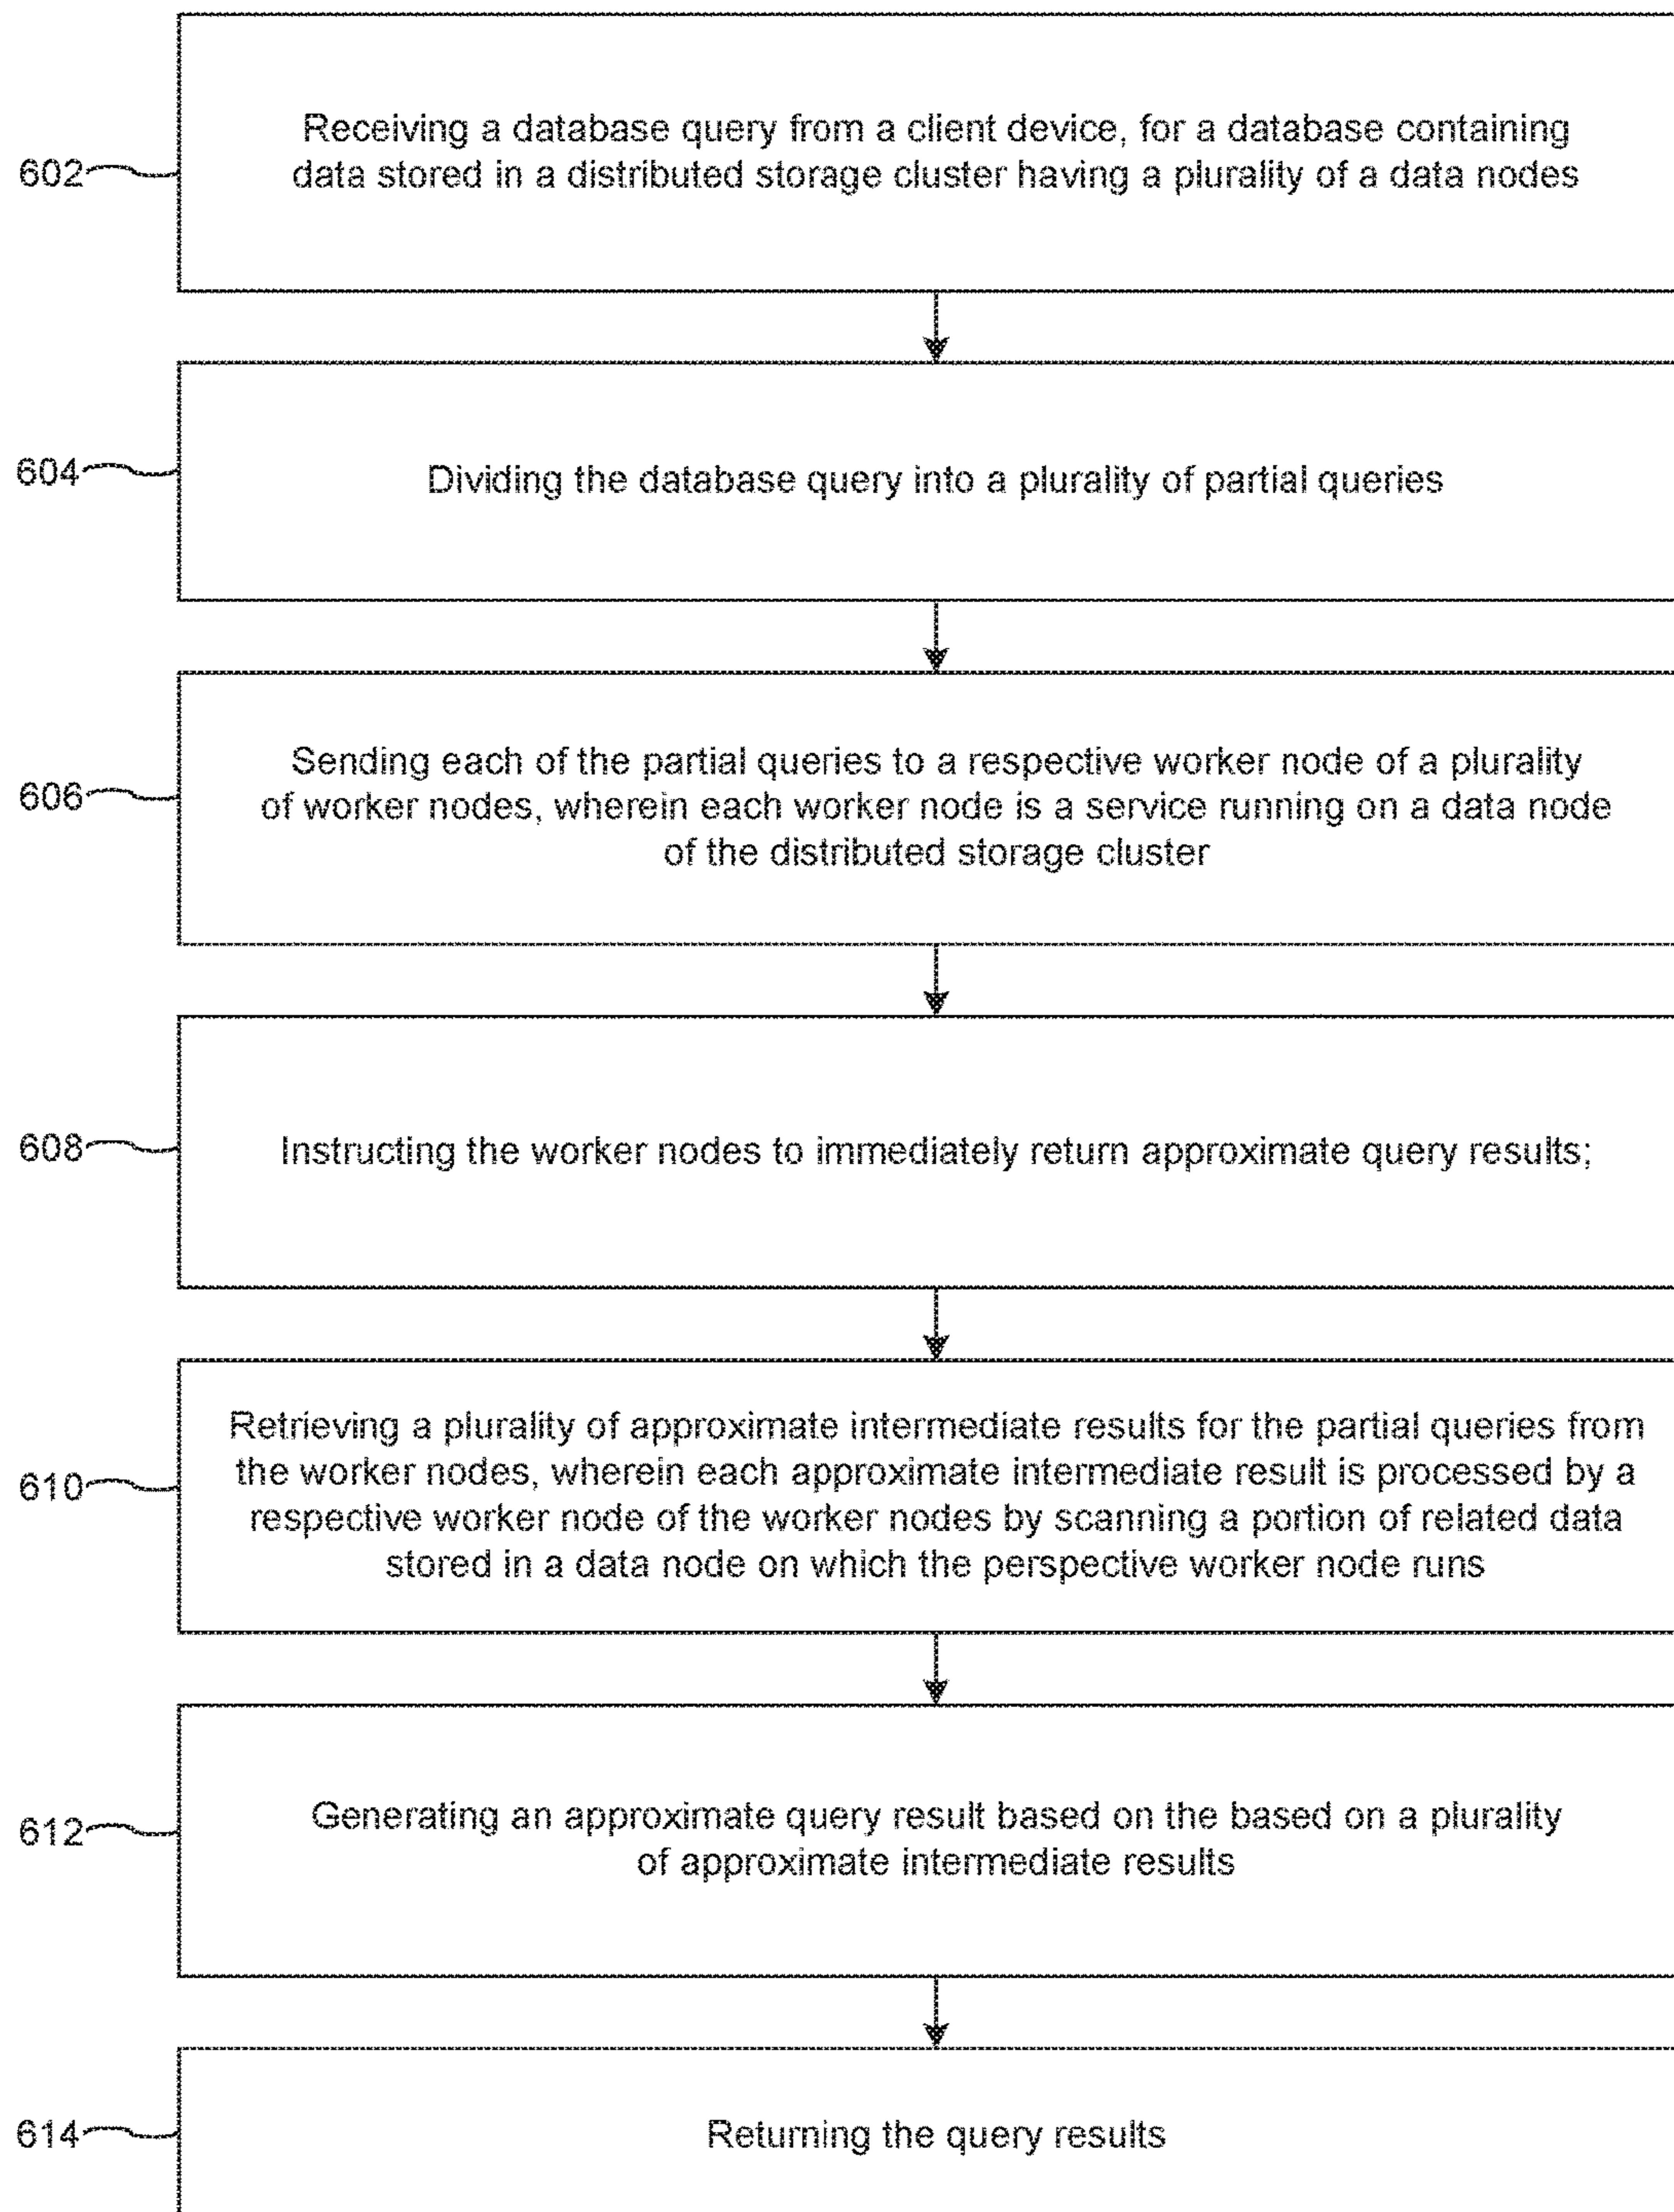 602
Receiving a database query from a client device, for a database containing
data stored in a distributed storage cluster having a plurality of a data nodes
604
Dividing the database query into a plurality of partial queries
606
Sending each of the partial queries to a respective worker node of a plurality
of worker nodes, wherein each worker node is a service running on a data node
of the distributed storage cluster
608
Instructing the worker nodes to immediately return approximate query results;
610
Retrieving a plurality of approximate intermediate results for the partial queries from
the worker nodes, wherein each approximate intermediate result is processed by a
respective worker node of the worker nodes by scanning a portion of related data
stored in a data node on which the perspective worker node runs
612
Generating an approximate query result based on the based on a plurality
of approximate intermediate results
614
Returning the query results